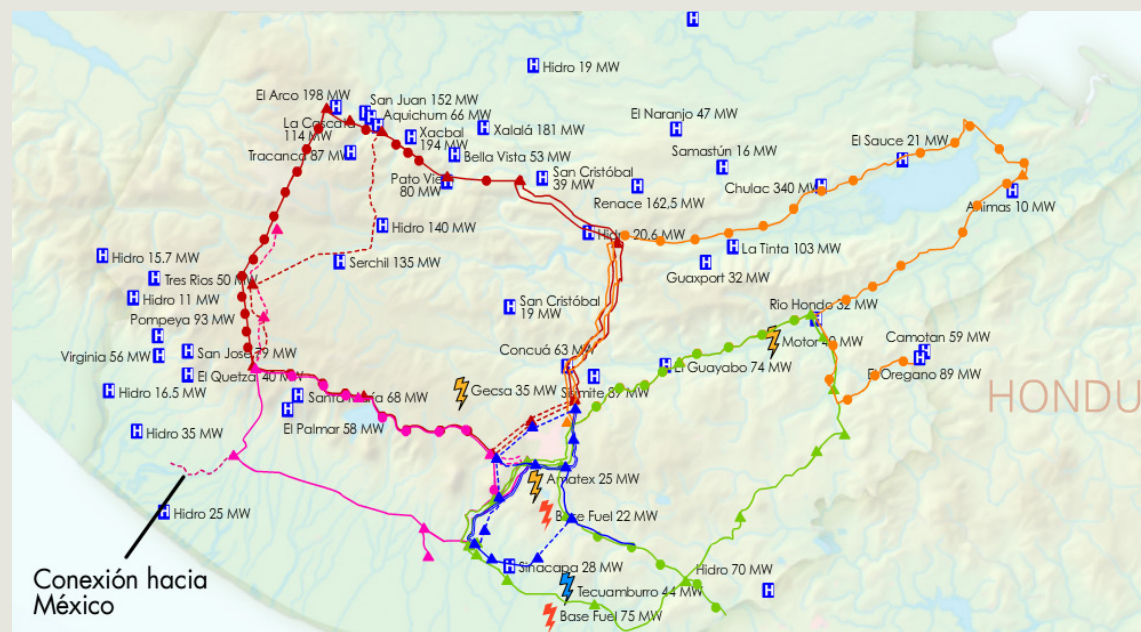 Hidro 19 MW
El Arco 198 MW
San Juan 152 MW
Aquichum 66 MW
La Cascata
114 MW
Xacbal
194 MW
Xalalá 181 MW
El Naranjo 47 MW
Tracanca 87 MW
Bella Vista 53 MW
El Sauce 21 MW
Samastún 16 MW
Pato Vie
80 MW
San Cristóbal
39 MW
Renace 162,5 MW
Chulac 340 MW
Animas 10 MW
Hidro 140 MW
Hidro 20.6 MW
La Tinta 103 MW
Hidro 15.7 MW
Serchil 135 MW
Guaxport 32 MW
Tres Rios 50 MW
Hidro 11 MW
San Cristóbal
19 MW
Rio Hondo 32 MW
Pompeya 93 MW
Camotan 59 MW
Motor 40 MW
Virginia 56 MW
San José 79 MW
Concuá 63 MW
El Guayabo 74 MW
El Oregano 89 MW
El Quetzal 40 MW
Gecsa 35 MW
Sumite 89 MW
HONDU
Hidro 16.5 MW
Santa Maria 68 MW
El Palmar 58 MW
Hidro 35 MW
Amatex 25 MW
Hidro 25 MW
Base Fuel 22 MW
Conexión hacia
México
Sinacapa 28 MW
Hidro 70 MW
Tecuamburro 44 MW
Base Fuel 75 MW